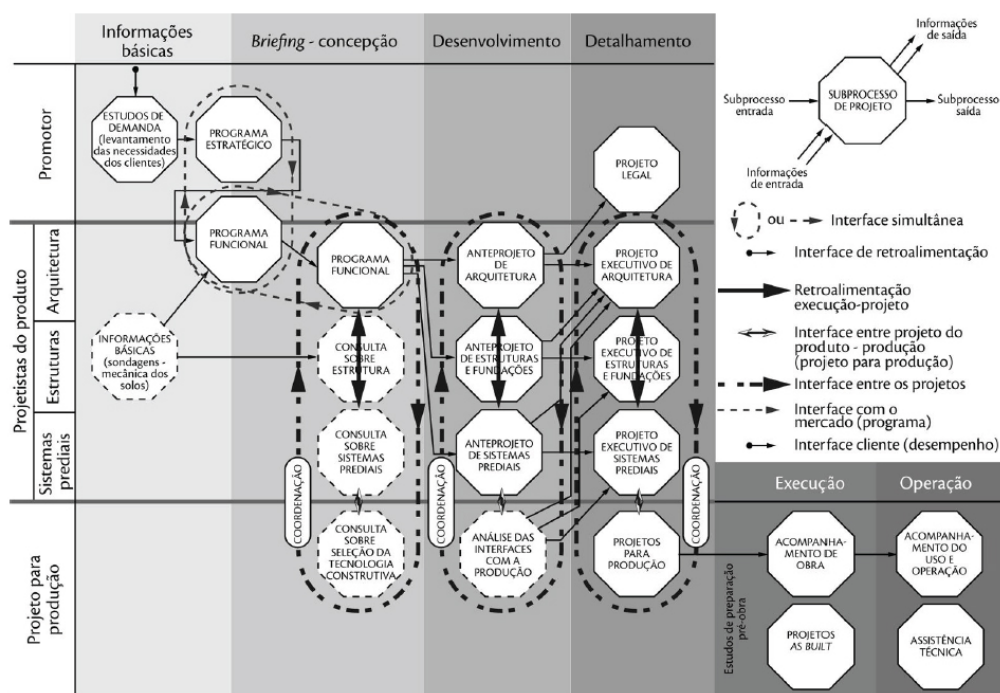 Informações
básicas
Briefing - concepção
Desenvolvimento
Detalhamento
Promotor
ESTUDOS DE
DEMANDA
(levantamento
das necessidades
dos clientes)
PROGRAMA
ESTRATÉGICO
PROJETO
LEGAL
Projetistas do produto
Arquitetura
PROGRAMA
FUNCIONAL
PROGRAMA
FUNCIONAL
ANTEPROJETO
DE
ARQUITETURA
PROJETO
EXECUTIVO DE
ARQUITETURA
Estruturas
INFORMAÇÕES
BÁSICAS
(sondagens -
mecânica dos
solos)
CONSULTA
SOBRE
ESTRUTURA
ANTEPROJETO
DE ESTRUTURAS
E FUNDAÇÕES
PROJETO
EXECUTIVO DE
ESTRUTURAS
E FUNDAÇÕES
Sistemas
prediais
CONSULTA
SOBRE
SISTEMAS
PREDIAIS
ANTEPROJETO
DE SISTEMAS
PREDIAIS
PROJETO
EXECUTIVO DE
SISTEMAS
PREDIAIS
COORDENAÇÃO
COORDENAÇÃO
COORDENAÇÃO
Projeto para
produção
CONSULTA
SOBRE
SELEÇÃO DA
TECNOLOGIA
CONSTRUTIVA
ANÁLISE DAS
INTERFACES
COM A
PRODUÇÃO
PROJETOS
PARA
PRODUÇÃO
Estudos de preparação
pré-obra
Execução
Operação
ACOMPANHA-
MENTO DE
OBRA
ACOMPANHA-
MENTO DO
USO E
OPERAÇÃO
PROJETOS
AS BUILT
ASSISTÊNCIA
TÉCNICA
Informações
de saída
Subprocesso
entrada
SUBPROCESSO
DE PROJETO
Subprocesso
saída
Informações
de entrada
ou
Interface simultânea
Interface de retroalimentação
Retroalimentação
execução-projeto
Interface entre projeto do
produto - produção
(projeto para produção)
Interface entre os projetos
Interface com o
mercado (programa)
Interface cliente (desempenho)